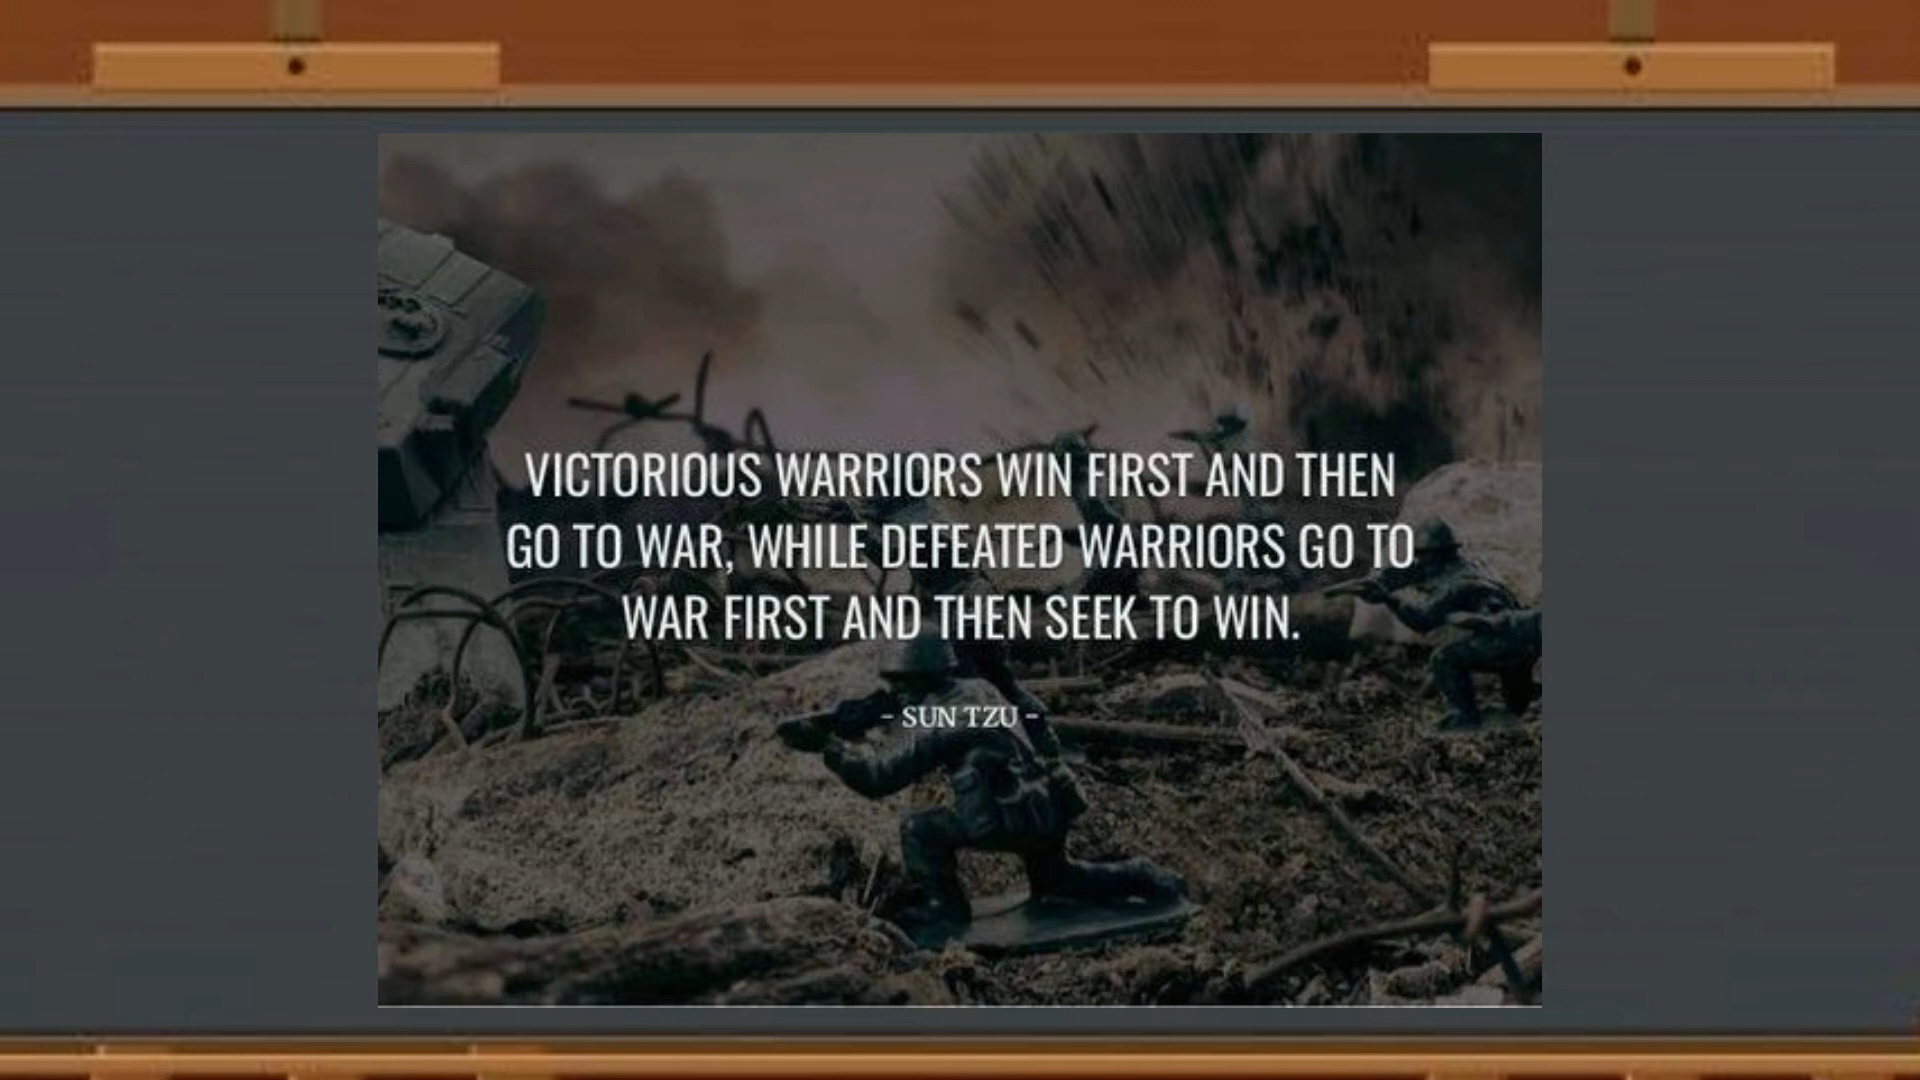 VICTORIOUS WARRIORS WIN FIRST AND THEN
GO TO WAR, WHILE DEFEATED WARRIORS GO TO
WAR FIRST AND THEN SEEK TO WIN.
- SUN TZU -